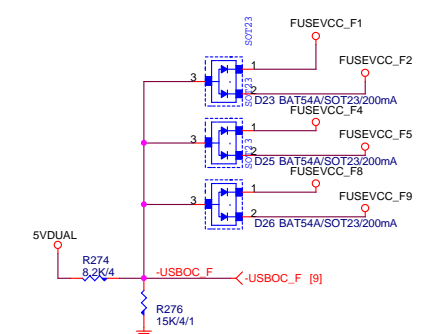 SOT23
FUSEVCC_F1
1
FUSEVCC_F2
3
2
SOT23
D23 BAT54A/SOT23/200mA
FUSEVCC_F4
1
FUSEVCC_F5
3
2
SOT23
D25 BAT54A/SOT23/200mA
FUSEVCC_F8
1
FUSEVCC_F9
3
2
D26 BAT54A/SOT23/200mA
5VDUAL
R274
8.2K/4
-USBOC_F
-USBOC_F [9]
R276
15K/4/1